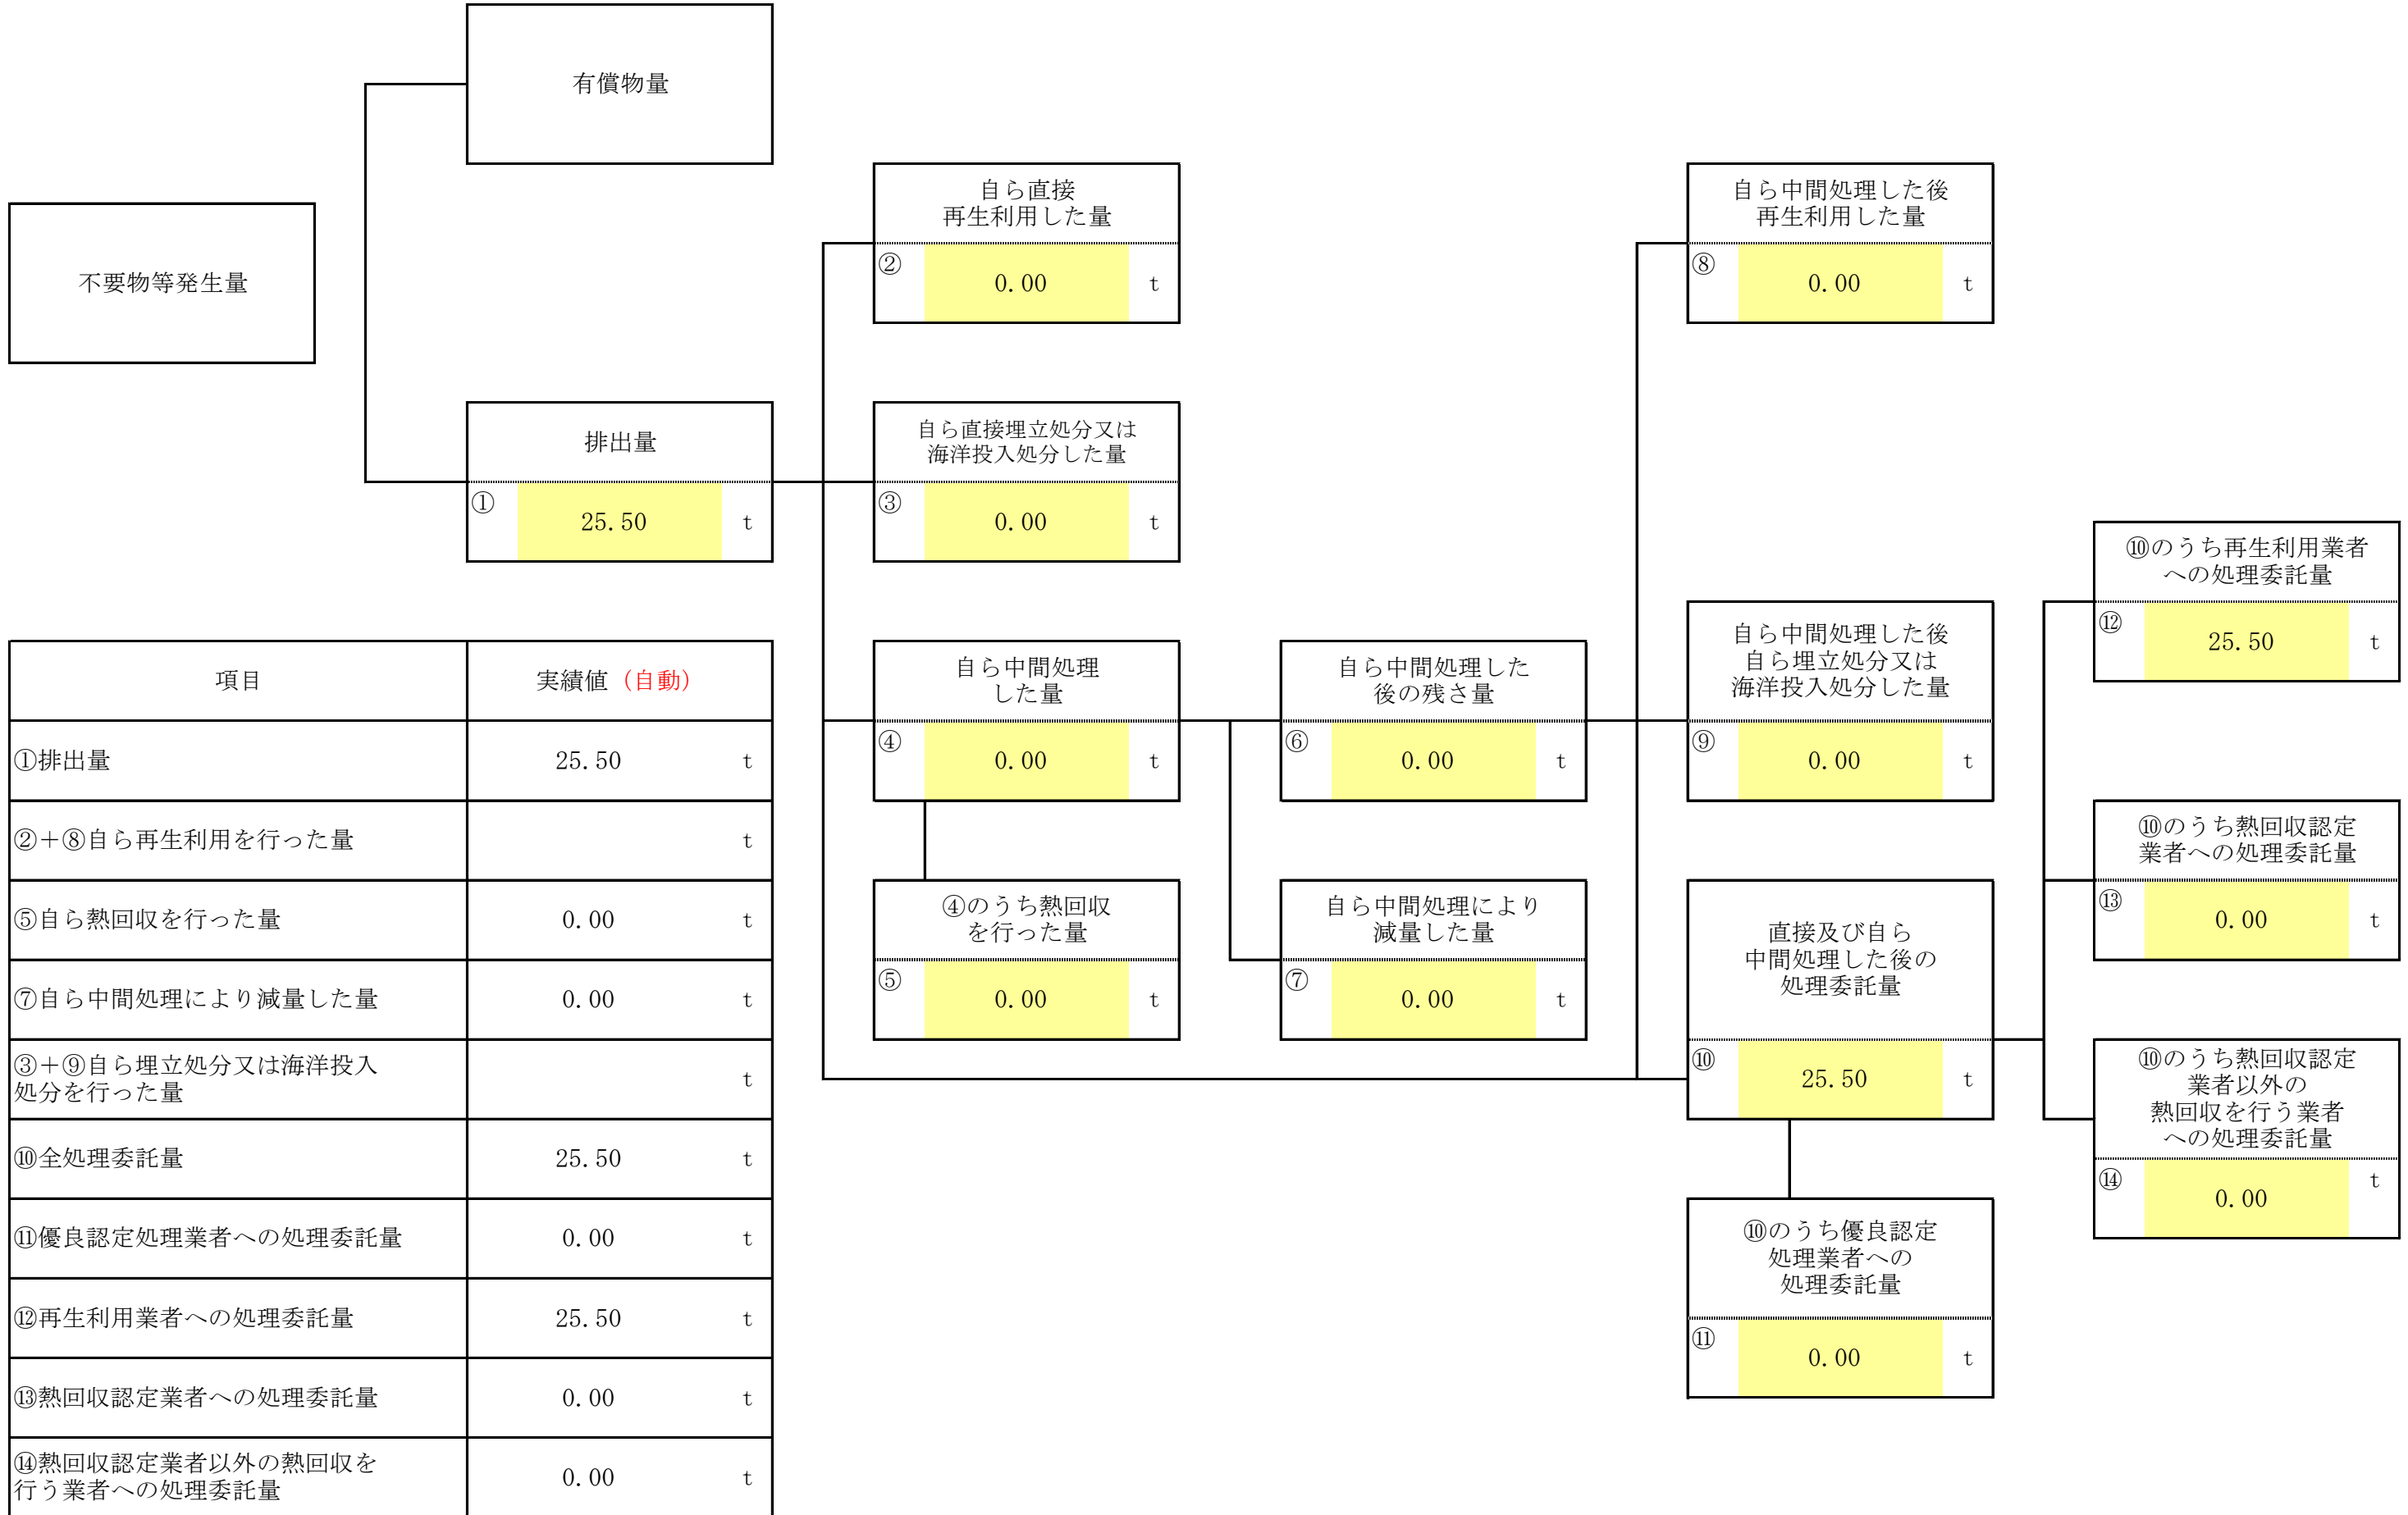 有償物量
不要物等発生量
排出量
①
25.50
t
自ら直接
再生利用した量
②
0.00
t
自ら直接埋立処分又は
海洋投入処分した量
③
0.00
t
自ら中間処理
した量
④
0.00
t
④のうち熱回収
を行った量
⑤
0.00
t
自ら中間処理した
後の残さ量
⑥
0.00
t
自ら中間処理により
減量した量
⑦
0.00
t
自ら中間処理した後
再生利用した量
⑧
0.00
t
自ら中間処理した後
自ら埋立処分又は
海洋投入処分した量
⑨
0.00
t
直接及び自ら
中間処理した後の
処理委託量
⑩
25.50
t
⑩のうち優良認定
処理業者への
処理委託量
⑪
0.00
t
⑩のうち再生利用業者
への処理委託量
⑫
25.50
t
⑩のうち熱回収認定
業者への処理委託量
⑬
0.00
t
⑩のうち熱回収認定
業者以外の
熱回収を行う業者
への処理委託量
⑭
0.00
t
項目 実績値（自動）
①排出量 25.50 t
②＋⑧自ら再生利用を行った量 t
⑤自ら熱回収を行った量 0.00 t
⑦自ら中間処理により減量した量 0.00 t
③＋⑨自ら埋立処分又は海洋投入
処分を行った量 t
⑩全処理委託量 25.50 t
⑪優良認定処理業者への処理委託量 0.00 t
⑫再生利用業者への処理委託量 25.50 t
⑬熱回収認定業者への処理委託量 0.00 t
⑭熱回収認定業者以外の熱回収を
行う業者への処理委託量 0.00 t